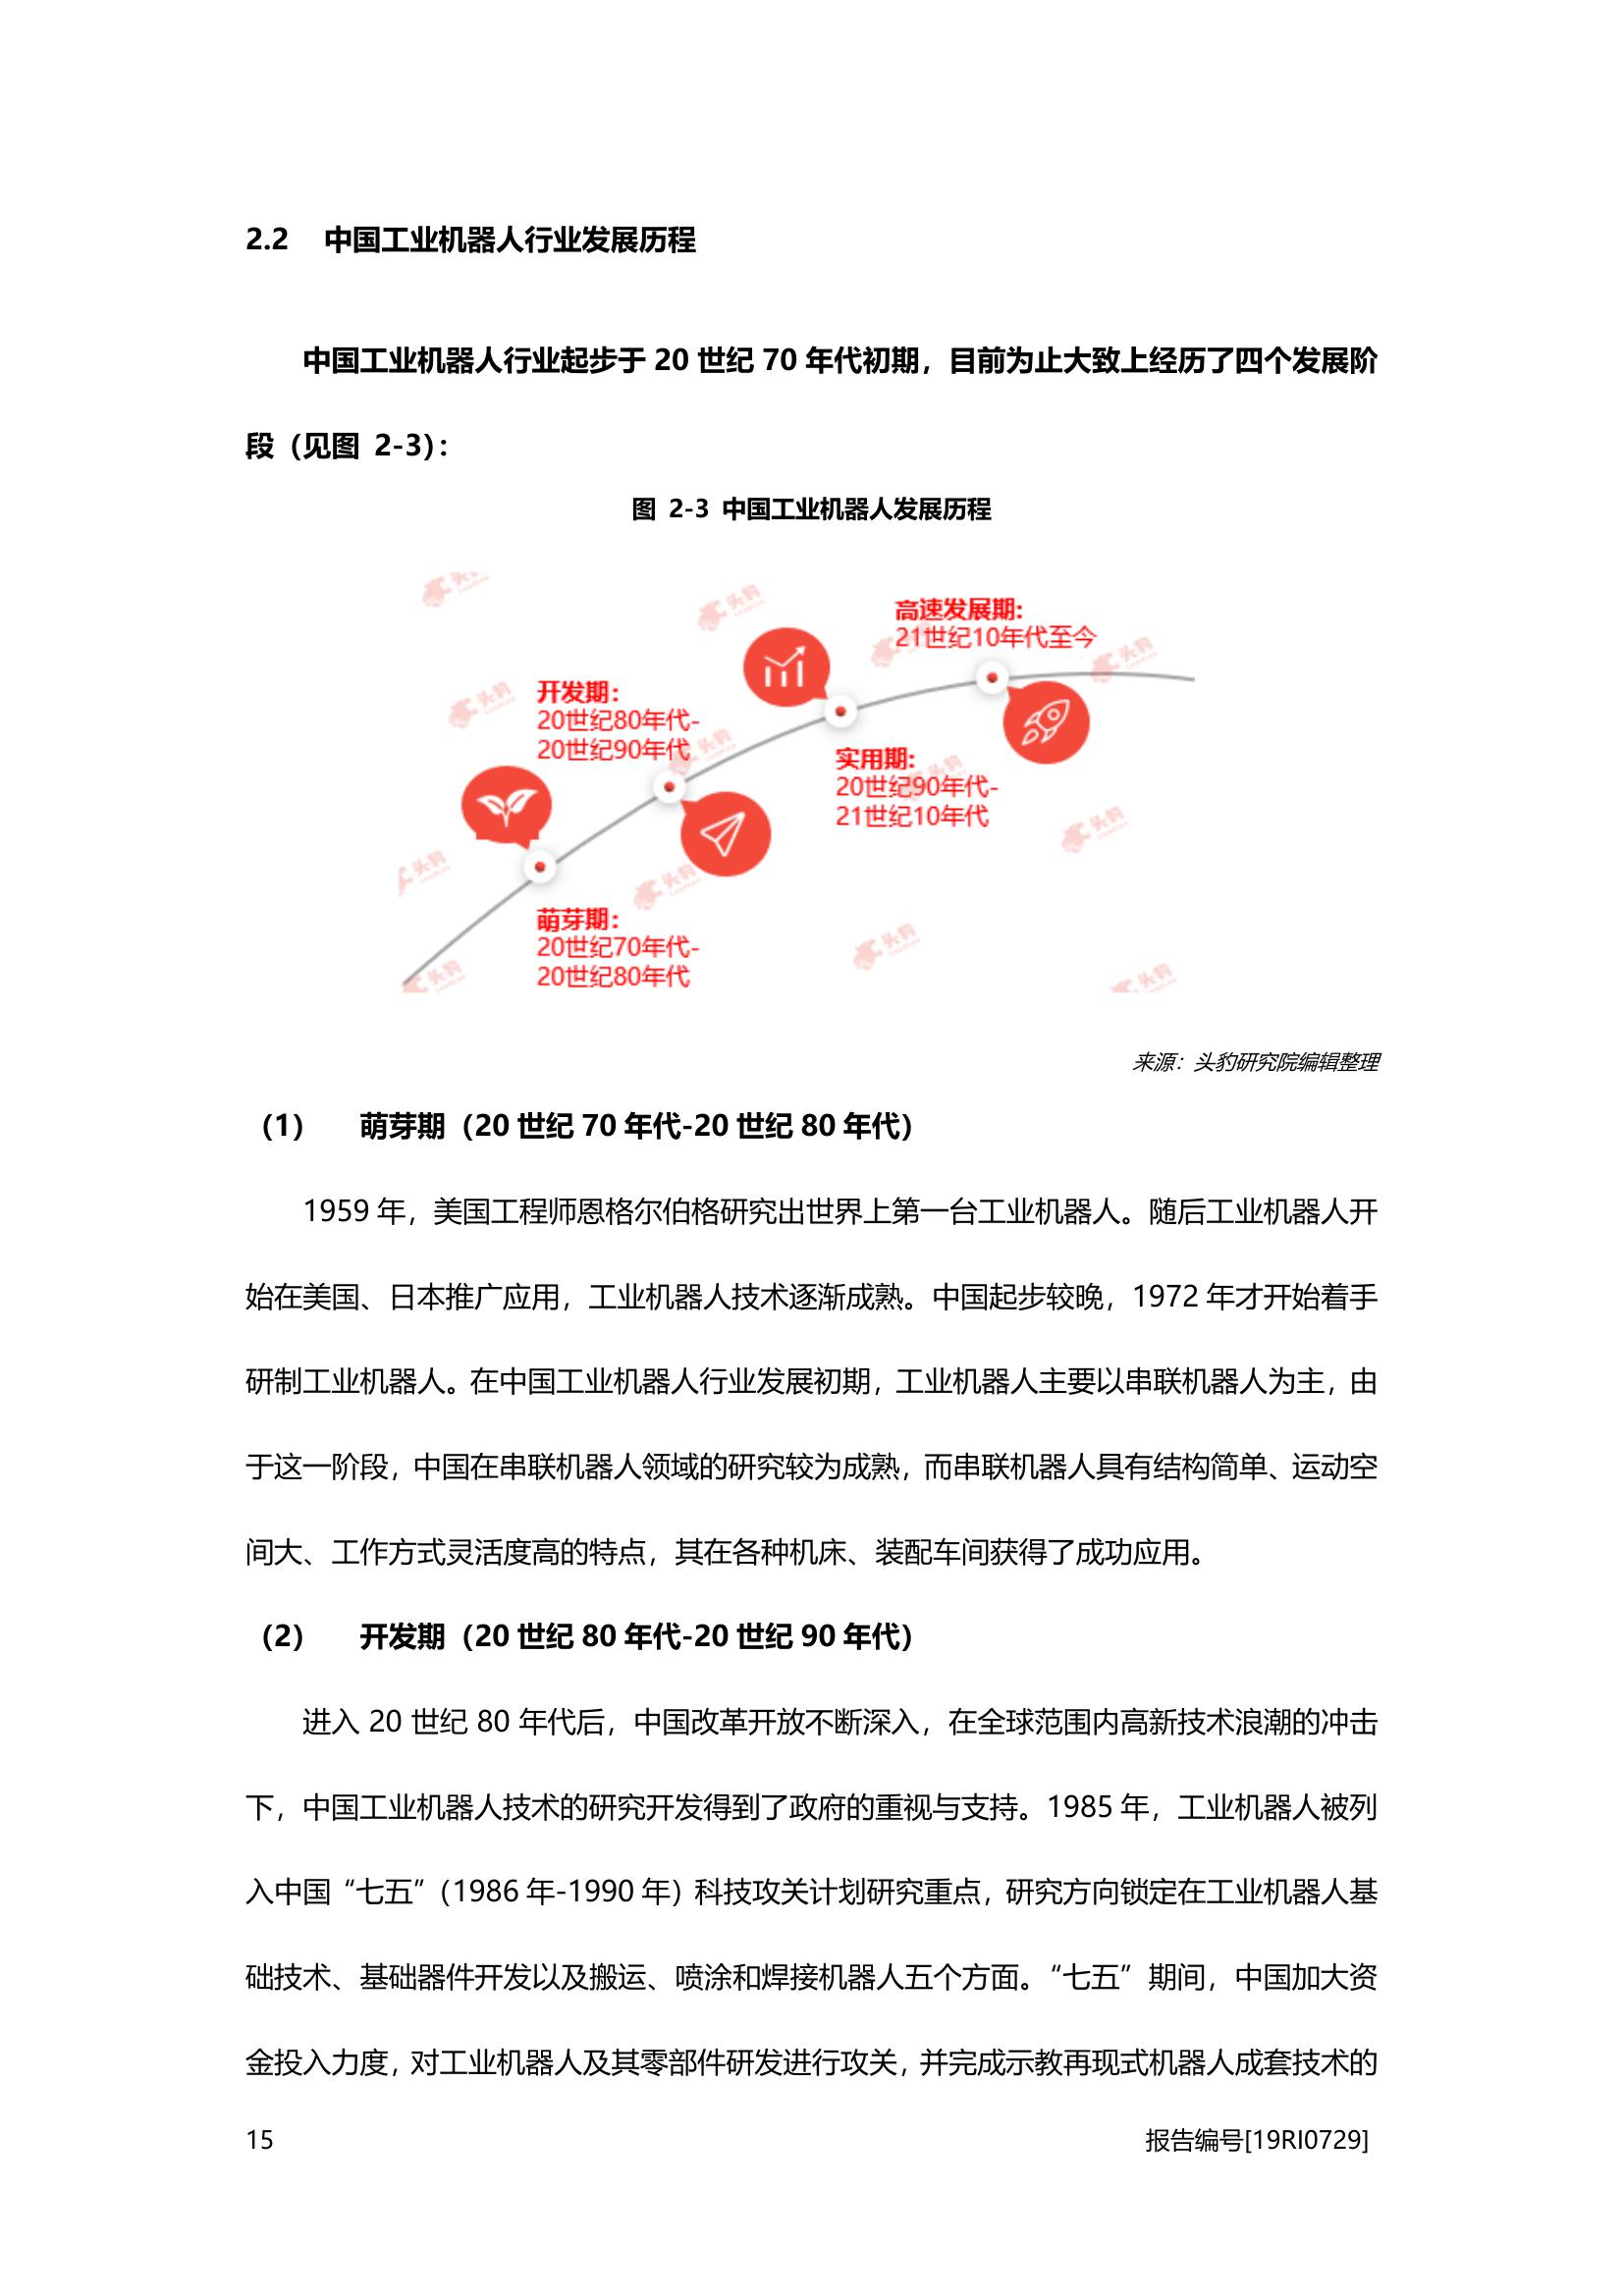 2.2 中国工业机器人行业发展历程
中国工业机器人行业起步于 20 世纪 70 年代初期，目前为止大致上经历了四个发展阶
段（见图 2-3）：
图 2-3 中国工业机器人发展历程
高速发展期：
21世纪10年代至今
开发期：
20世纪80年代-
20世纪90年代
实用期：
20世纪90年代-
21世纪10年代
萌芽期：
20世纪70年代-
20世纪80年代
头豹
头豹
头豹
头豹
头豹
头豹
头豹
头豹
头豹
头豹
头豹
头豹
头豹
来源：头豹研究院编辑整理
（1） 萌芽期（20 世纪 70 年代-20 世纪 80 年代）
1959 年，美国工程师恩格尔伯格研究出世界上第一台工业机器人。随后工业机器人开
始在美国、日本推广应用，工业机器人技术逐渐成熟。中国起步较晚，1972 年才开始着手
研制工业机器人。在中国工业机器人行业发展初期，工业机器人主要以串联机器人为主，由
于这一阶段，中国在串联机器人领域的研究较为成熟，而串联机器人具有结构简单、运动空
间大、工作方式灵活度高的特点，其在各种机床、装配车间获得了成功应用。
（2） 开发期（20 世纪 80 年代-20 世纪 90 年代）
进入 20 世纪 80 年代后，中国改革开放不断深入，在全球范围内高新技术浪潮的冲击
下，中国工业机器人技术的研究开发得到了政府的重视与支持。1985 年，工业机器人被列
入中国“七五”（1986 年-1990 年）科技攻关计划研究重点，研究方向锁定在工业机器人基
础技术、基础器件开发以及搬运、喷涂和焊接机器人五个方面。“七五”期间，中国加大资
金投入力度，对工业机器人及其零部件研发进行攻关，并完成示教再现式机器人成套技术的
15 报告编号[19RI0729]